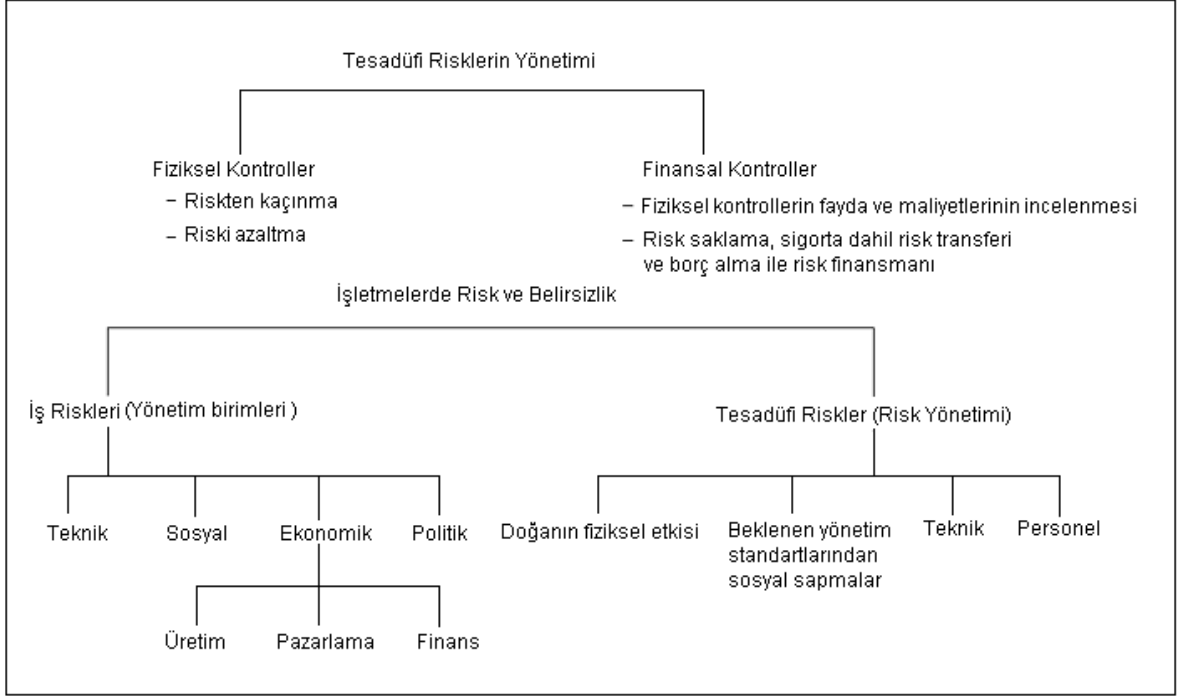 Tesadüfi Risklerin Yönetimi
Fiziksel Kontroller
– Riskten kaçınma
– Riski azaltma
Finansal Kontroller
– Fiziksel kontrollerin fayda ve maliyetlerinin incelenmesi
– Risk saklama, sigorta dahil risk transferi
ve borç alma ile risk finansmanı
İşletmelerde Risk ve Belirsizlik
İş Riskleri (Yönetim birimleri )
Tesadüfi Riskler (Risk Yönetimi)
Teknik
Sosyal
Ekonomik
Politik
Doğanın fiziksel etkisi
Beklenen yönetim
standartlarından
sosyal sapmalar
Teknik
Personel
Üretim
Pazarlama
Finans